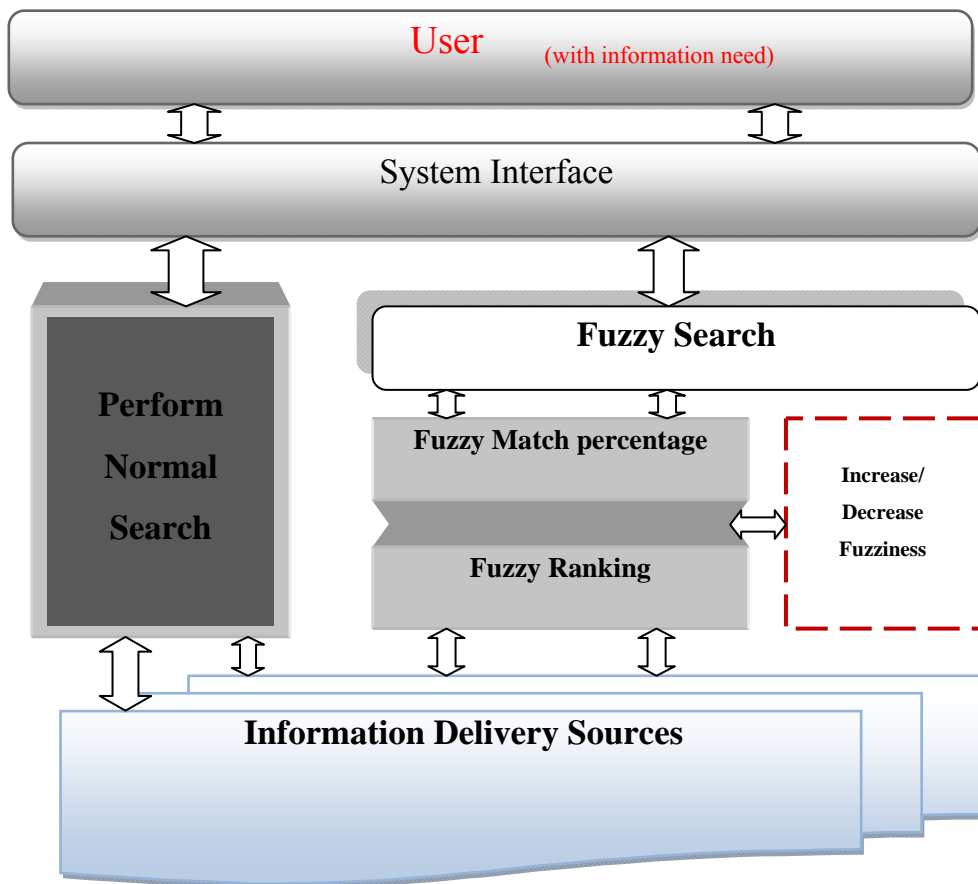 User (with information need)
System Interface
Fuzzy Search
Perform
Normal
Search
Fuzzy Match percentage
Fuzzy Ranking
Increase/
Decrease
Fuzziness
Information Delivery Sources